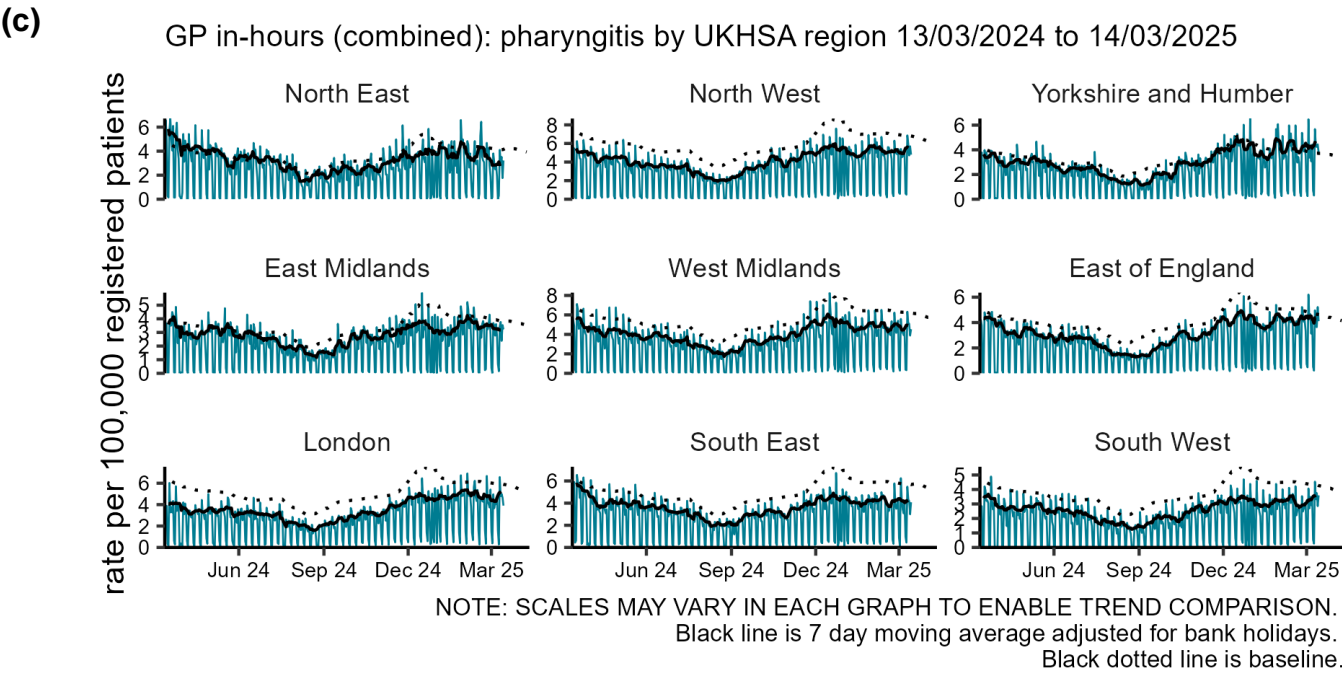 (c)
GP in-hours (combined): pharyngitis by UKHSA region 13/03/2024 to 14/03/2025
rate per 100,000 registered patients
North East
6
4
2
0
North West
8
6
4
2
0
Yorkshire and Humber
6
4
2
0
East Midlands
5
4
3
2
1
0
West Midlands
8
6
4
2
0
East of England
6
4
2
0
London
6
4
2
0
Jun 24 Sep 24 Dec 24 Mar 25
South East
6
4
2
0
Jun 24 Sep 24 Dec 24 Mar 25
South West
5
4
3
2
1
0
Jun 24 Sep 24 Dec 24 Mar 25
NOTE: SCALES MAY VARY IN EACH GRAPH TO ENABLE TREND COMPARISON.
Black line is 7 day moving average adjusted for bank holidays.
Black dotted line is baseline.